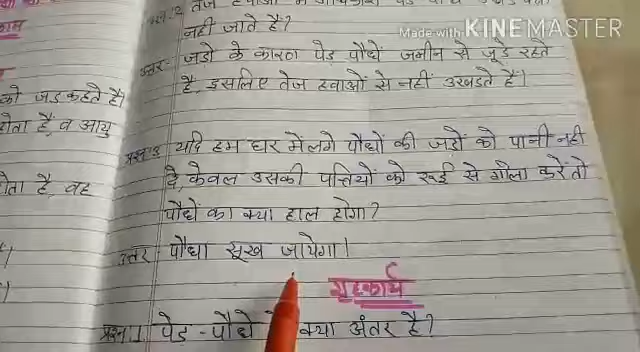 नहीं जाते हैं?
उत्तर- जड़ों के कारण पेड़ पौधें जमीन से जूड़े रहते
है, इसलिए तेज हवाओं से नहीं उखड़ते हैं।
को जड़ कहते हैं।
होता है, व आयु
होता है, वह
प्रश्न.3 यदि हम घर में लगे पौधों की जड़ों को पानी नहीं
दे, केवल उसकी पत्तियों को रूई से गीला करें तो
पौधें का क्या हाल होगा?
उत्तर पौधा सूख जायेगा।
गृहकार्य
प्रश्न.1 पेड़ - पौधें क्या अंतर है?
Made with KINEMASTER